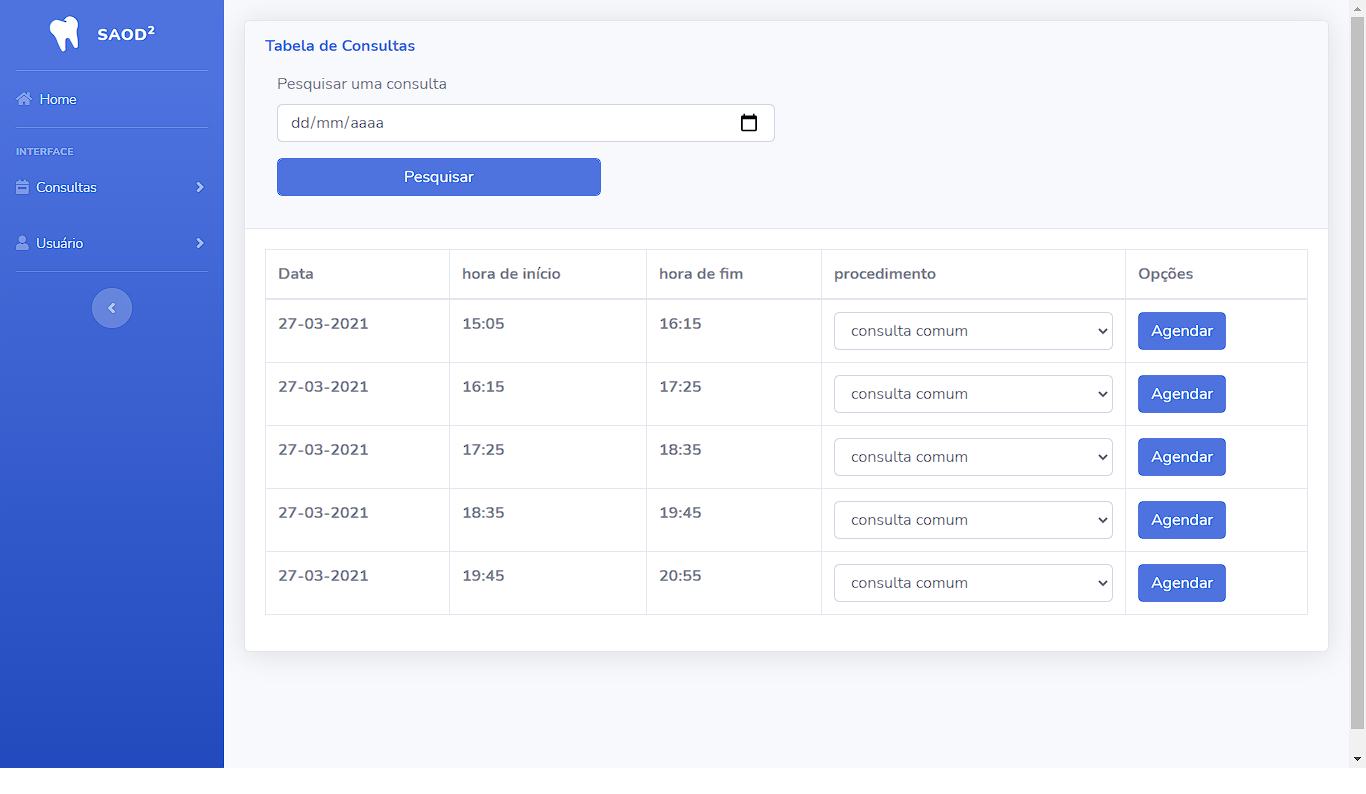 SAOD²
Home
INTERFACE
Consultas
Usuário
Tabela de Consultas
Pesquisar uma consulta
dd/mm/aaaa
Pesquisar
Data hora de início hora de fim procedimento Opções
27-03-2021 15:05 16:15 consulta comum Agendar
27-03-2021 16:15 17:25 consulta comum Agendar
27-03-2021 17:25 18:35 consulta comum Agendar
27-03-2021 18:35 19:45 consulta comum Agendar
27-03-2021 19:45 20:55 consulta comum Agendar